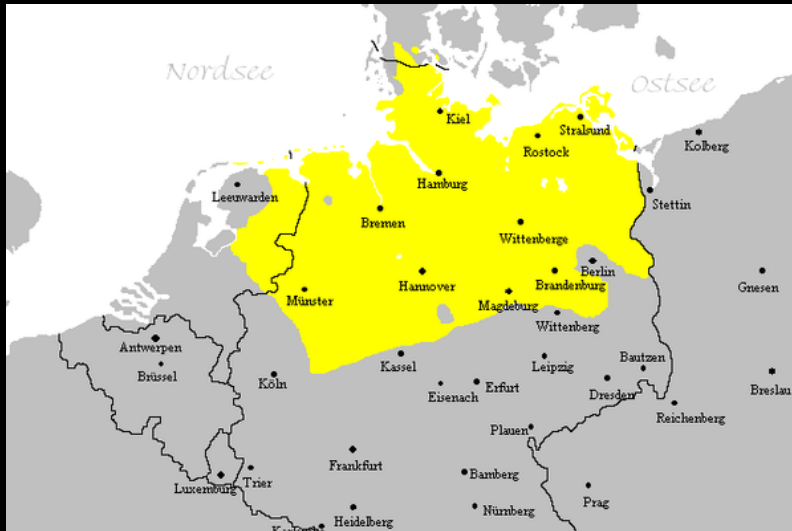 Nordsee
Ostsee
Kiel
Stralsund
Rostock
Kolberg
Hamburg
Leeuwarden
Stettin
Bremen
Wittenberge
Berlin
Hannover
Brandenburg
Gnesen
Münster
Magdeburg
Wittenberg
Antwerpen
Kassel
Leipzig
Bautzen
Brüssel
Köln
Eisenach
Erfurt
Dresden
Breslau
Reichenberg
Plauen
Frankfurt
Bamberg
Luxemburg
Trier
Prag
Heidelberg
Nürnberg